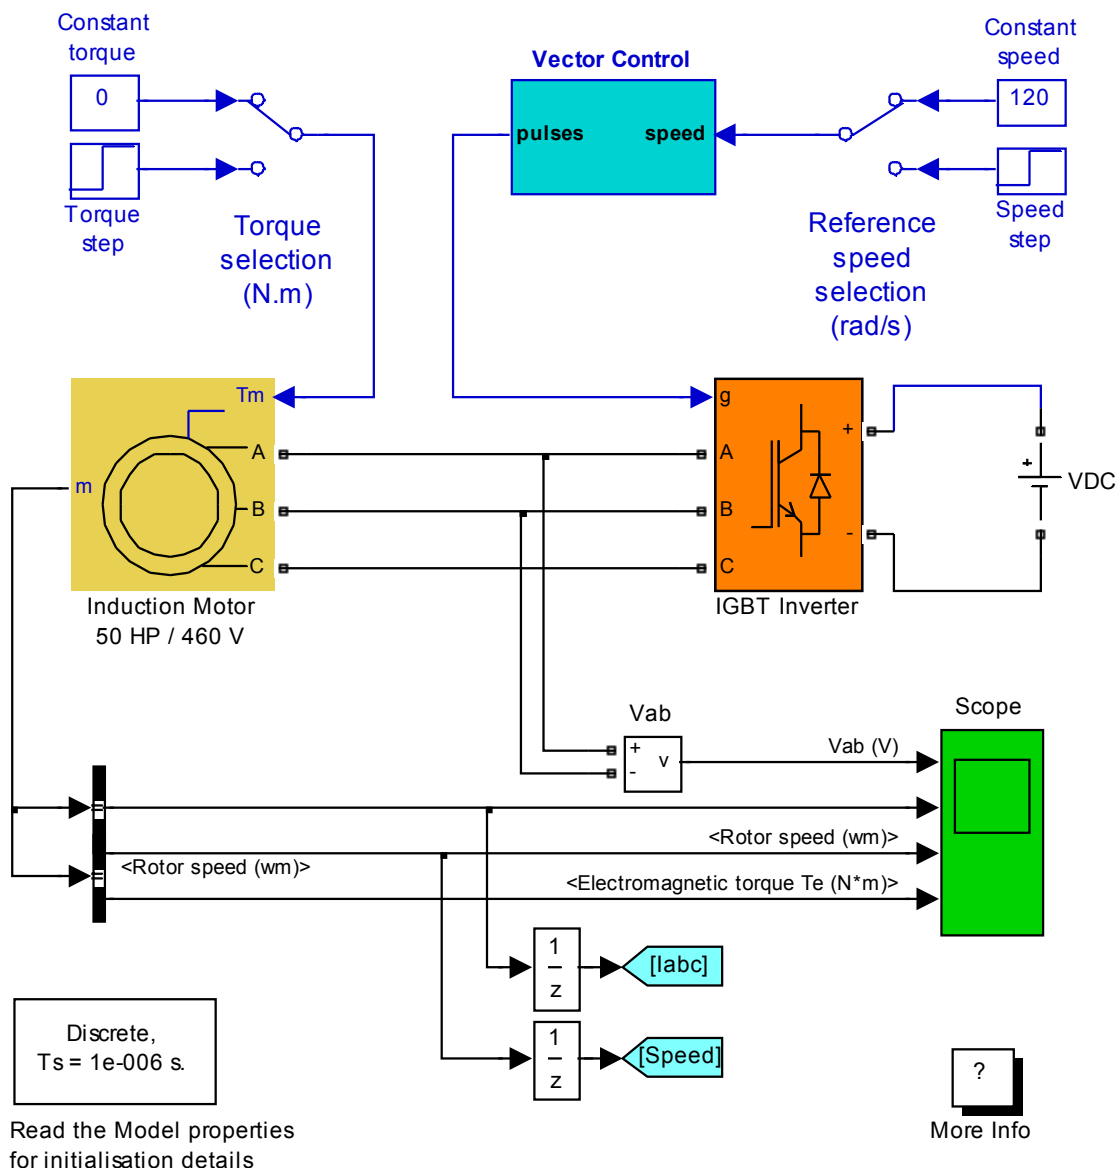 Constant
torque
0
Torque
step
Torque
selection
(N.m)
Vector Control
pulses
speed
Constant
speed
120
Speed
step
Reference
speed
selection
(rad/s)
Tm
m
A
B
C
Induction Motor
50 HP / 460 V
g
A
B
C
+
-
IGBT Inverter
+
VDC
Vab
+
-
v
Scope
Vab (V)
<Rotor speed (wm)>
<Rotor speed (wm)>
<Electromagnetic torque Te (N*m)>
1
z
[Iabc]
1
z
[Speed]
Discrete,
Ts = 1e-006 s.
Read the Model properties
for initialisation details
?
More Info